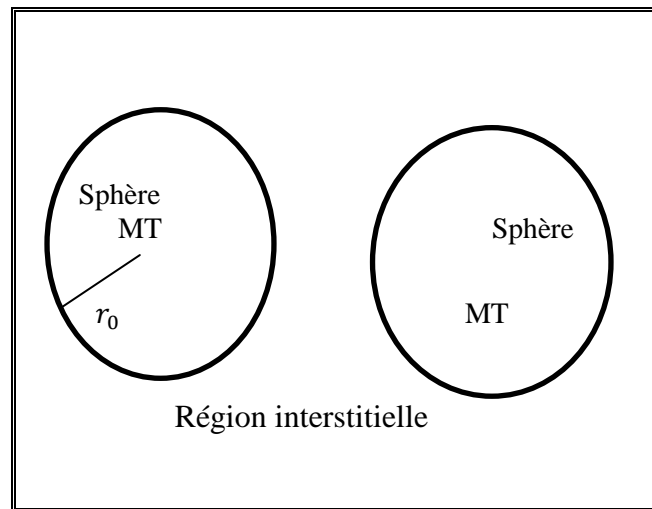 Sphère
MT
r₀
Sphère
MT
Région interstitielle